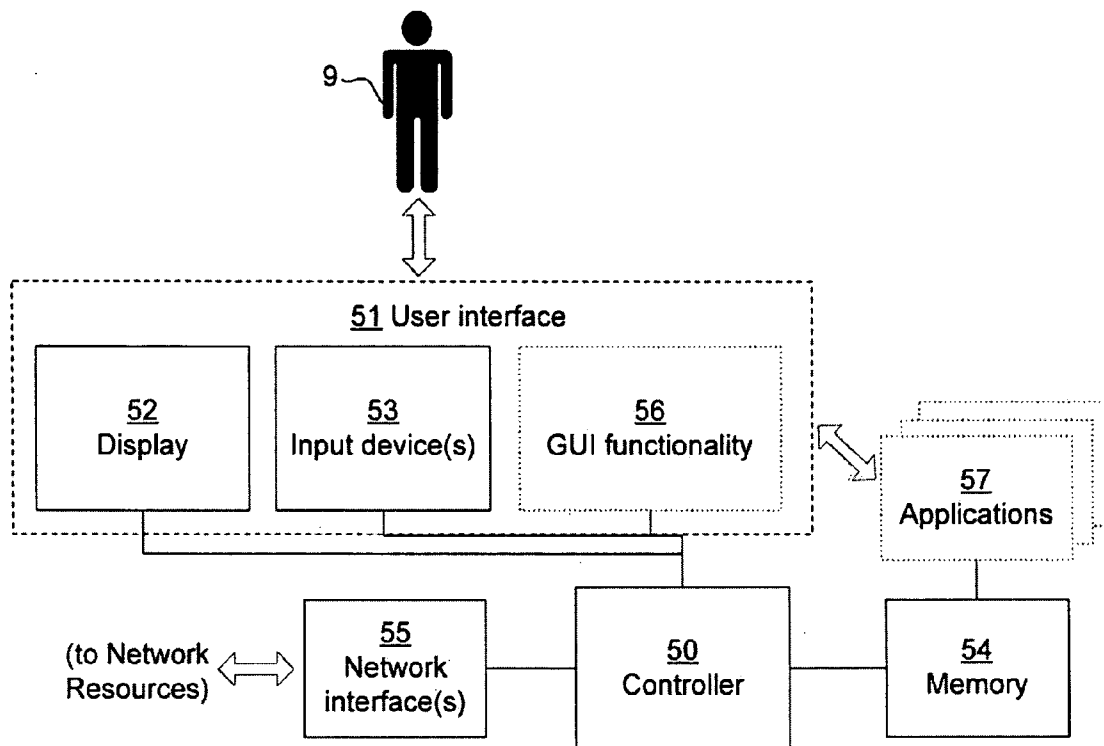 9
51 User interface
52
Display
53
Input device(s)
56
GUI functionality
57
Applications
(to Network
Resources)
55
Network
interface(s)
50
Controller
54
Memory